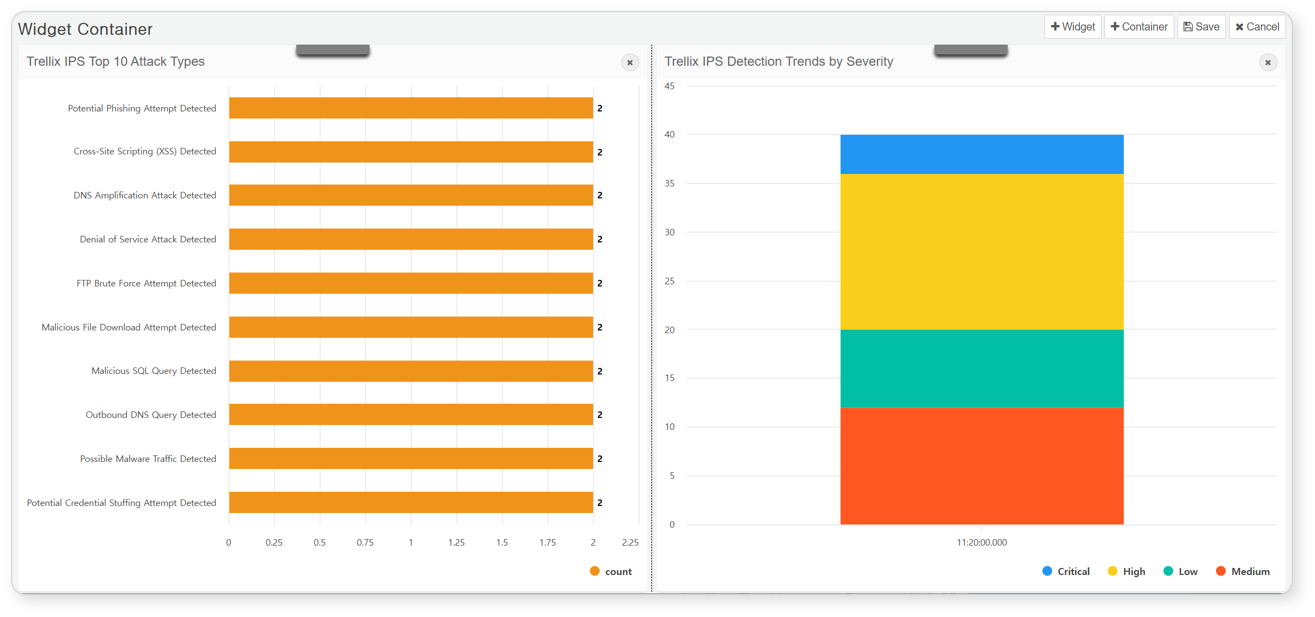 Widget Container
Widget Container Save Cancel
Trellix IPS Top 10 Attack Types
Potential Phishing Attempt Detected 2
Cross-Site Scripting (XSS) Detected 2
DNS Amplification Attack Detected 2
Denial of Service Attack Detected 2
FTP Brute Force Attempt Detected 2
Malicious File Download Attempt Detected 2
Malicious SQL Query Detected 2
Outbound DNS Query Detected 2
Possible Malware Traffic Detected 2
Potential Credential Stuffing Attempt Detected 2
0 0.25 0.5 0.75 1 1.25 1.5 1.75 2 2.25
count
Trellix IPS Detection Trends by Severity
45
40
35
30
25
20
15
10
5
0
11:20:00.000
Critical High Low Medium